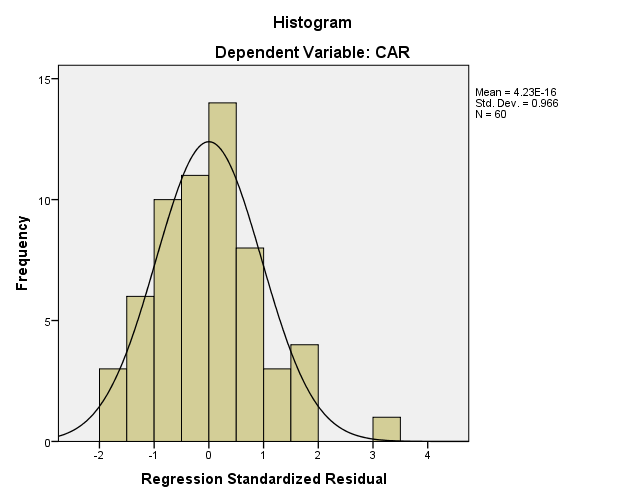 Histogram
Dependent Variable: CAR
Mean = 4.23E-16
Std. Dev. = 0.966
N = 60
Frequency
15
10
5
0
-2 -1 0 1 2 3 4
Regression Standardized Residual